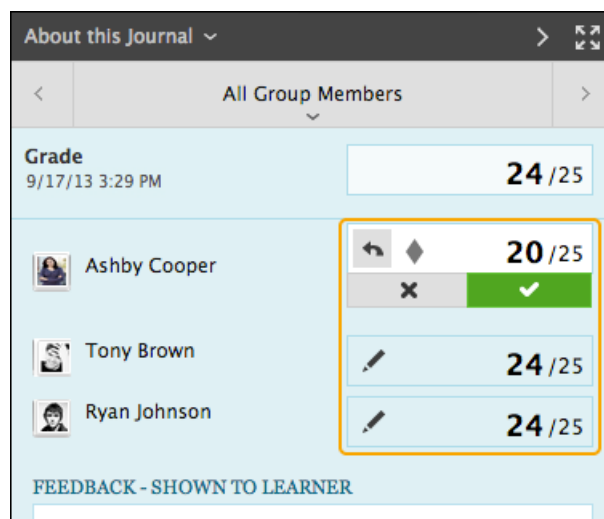 About this Journal
All Group Members
Grade
9/17/13 3:29 PM
24/25
Ashby Cooper
20/25
Tony Brown
24/25
Ryan Johnson
24/25
FEEDBACK - SHOWN TO LEARNER